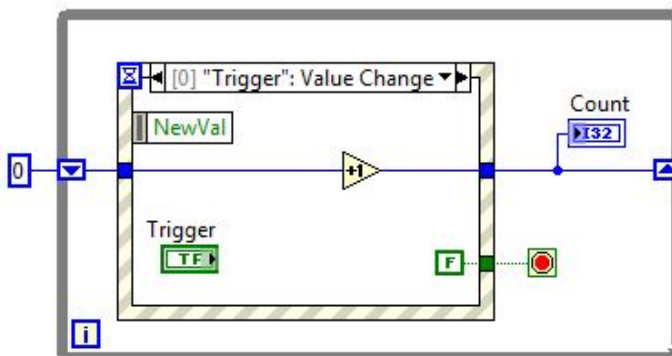 [0] "Trigger": Value Change
NewVal
Count
I32
0
+1
Trigger
TF
F
i